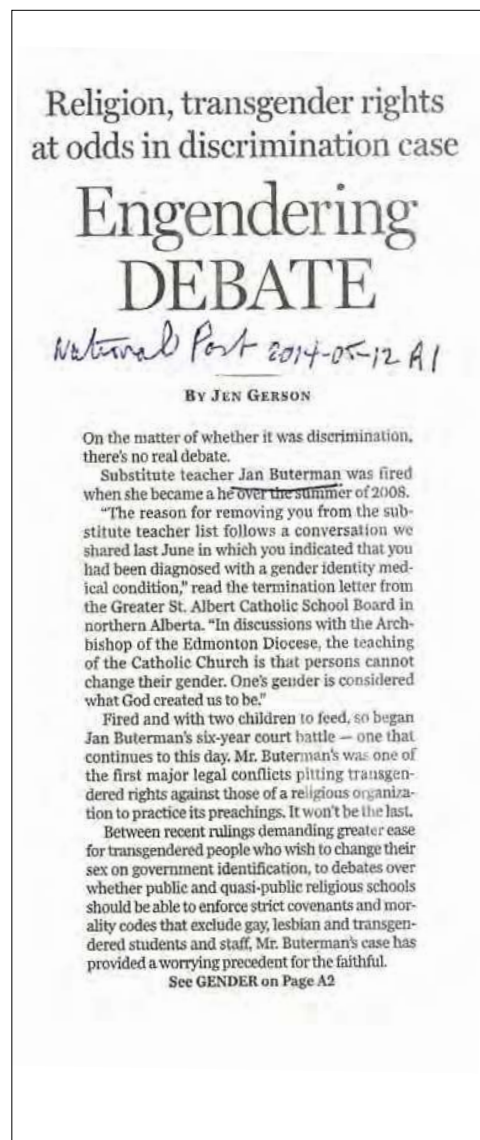 Religion, transgender rights
at odds in discrimination case
Engendering
DEBATE
National Post 2014-05-12 A1
BY JEN GERSON
On the matter of whether it was discrimination,
there's no real debate.
Substitute teacher Jan Buterman was fired
when she became a he over the summer of 2008.
"The reason for removing you from the sub-
stitute teacher list follows a conversation we
shared last June in which you indicated that you
had been diagnosed with a gender identity med-
ical condition," read the termination letter from
the Greater St. Albert Catholic School Board in
northern Alberta. "In discussions with the Arch-
bishop of the Edmonton Diocese, the teaching
of the Catholic Church is that persons cannot
change their gender. One's gender is considered
what God created us to be."
Fired and with two children to feed, so began
Jan Buterman's six-year court battle — one that
continues to this day. Mr. Buterman's was one of
the first major legal conflicts pitting transgen-
dered rights against those of a religious organiza-
tion to practice its preachings. It won't be the last.
Between recent rulings demanding greater ease
for transgendered people who wish to change their
sex on government identification, to debates over
whether public and quasi-public religious schools
should be able to enforce strict covenants and mor-
ality codes that exclude gay, lesbian and transgen-
dered students and staff, Mr. Buterman's case has
provided a worrying precedent for the faithful.
See GENDER on Page A2